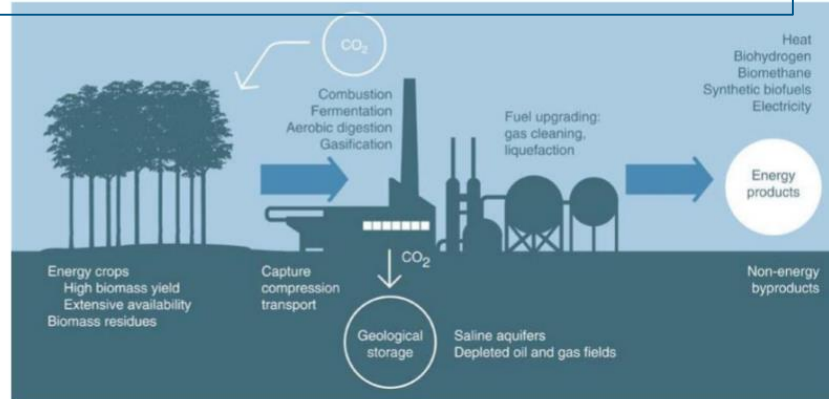 CO2
Combustion
Fermentation
Aerobic digestion
Gasification
Fuel upgrading:
gas cleaning,
liquefaction
Heat
Biohydrogen
Biomethane
Synthetic biofuels
Electricity
Energy
products
Energy crops
High biomass yield
Extensive availability
Biomass residues
Capture
compression
transport
CO2
Geological
storage
Saline aquifers
Depleted oil and gas fields
Non-energy
byproducts